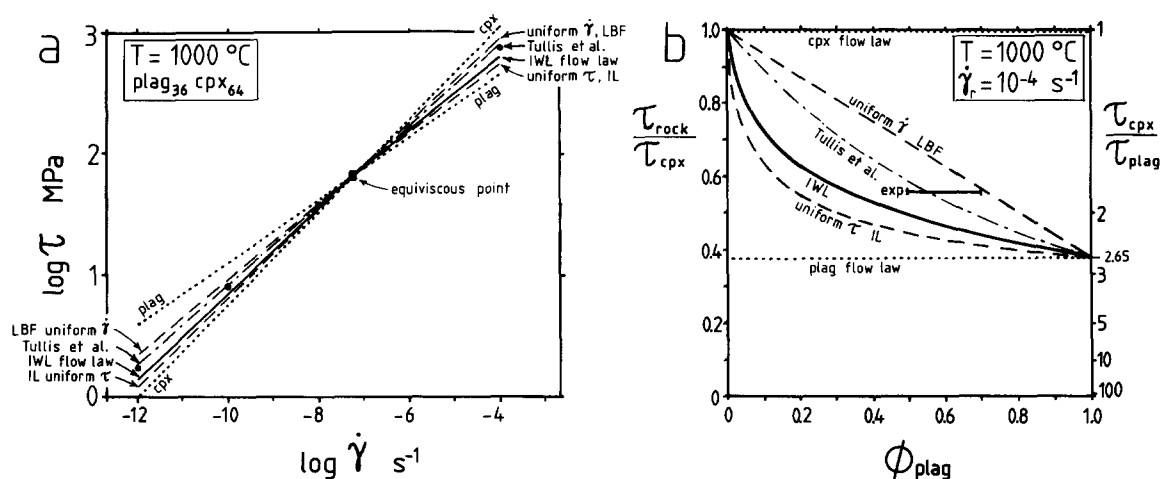 a
T = 1000 °C
plag36 cpx64
cpx
uniform γ̇, LBF
Tullis et al.
IWL flow law
uniform τ, IL
plag
equiviscous point
plag
LBF uniform γ̇
Tullis et al.
IWL flow law
IL uniform τ
cpx
3
2
1
0
log τ MPa
-12
-10
-8
-6
-4
log γ̇ s⁻¹
b
cpx flow law
T = 1000 °C
γ̇r = 10⁻⁴ s⁻¹
uniform γ̇ LBF
Tullis et al.
exp
IWL
uniform τ IL
plag flow law
1.0
0.8
0.6
0.4
0.2
0
τrock
τcpx
τcpx
τplag
1
2
2.65
3
5
10
100
0
0.2
0.4
0.6
0.8
1.0
ϕplag